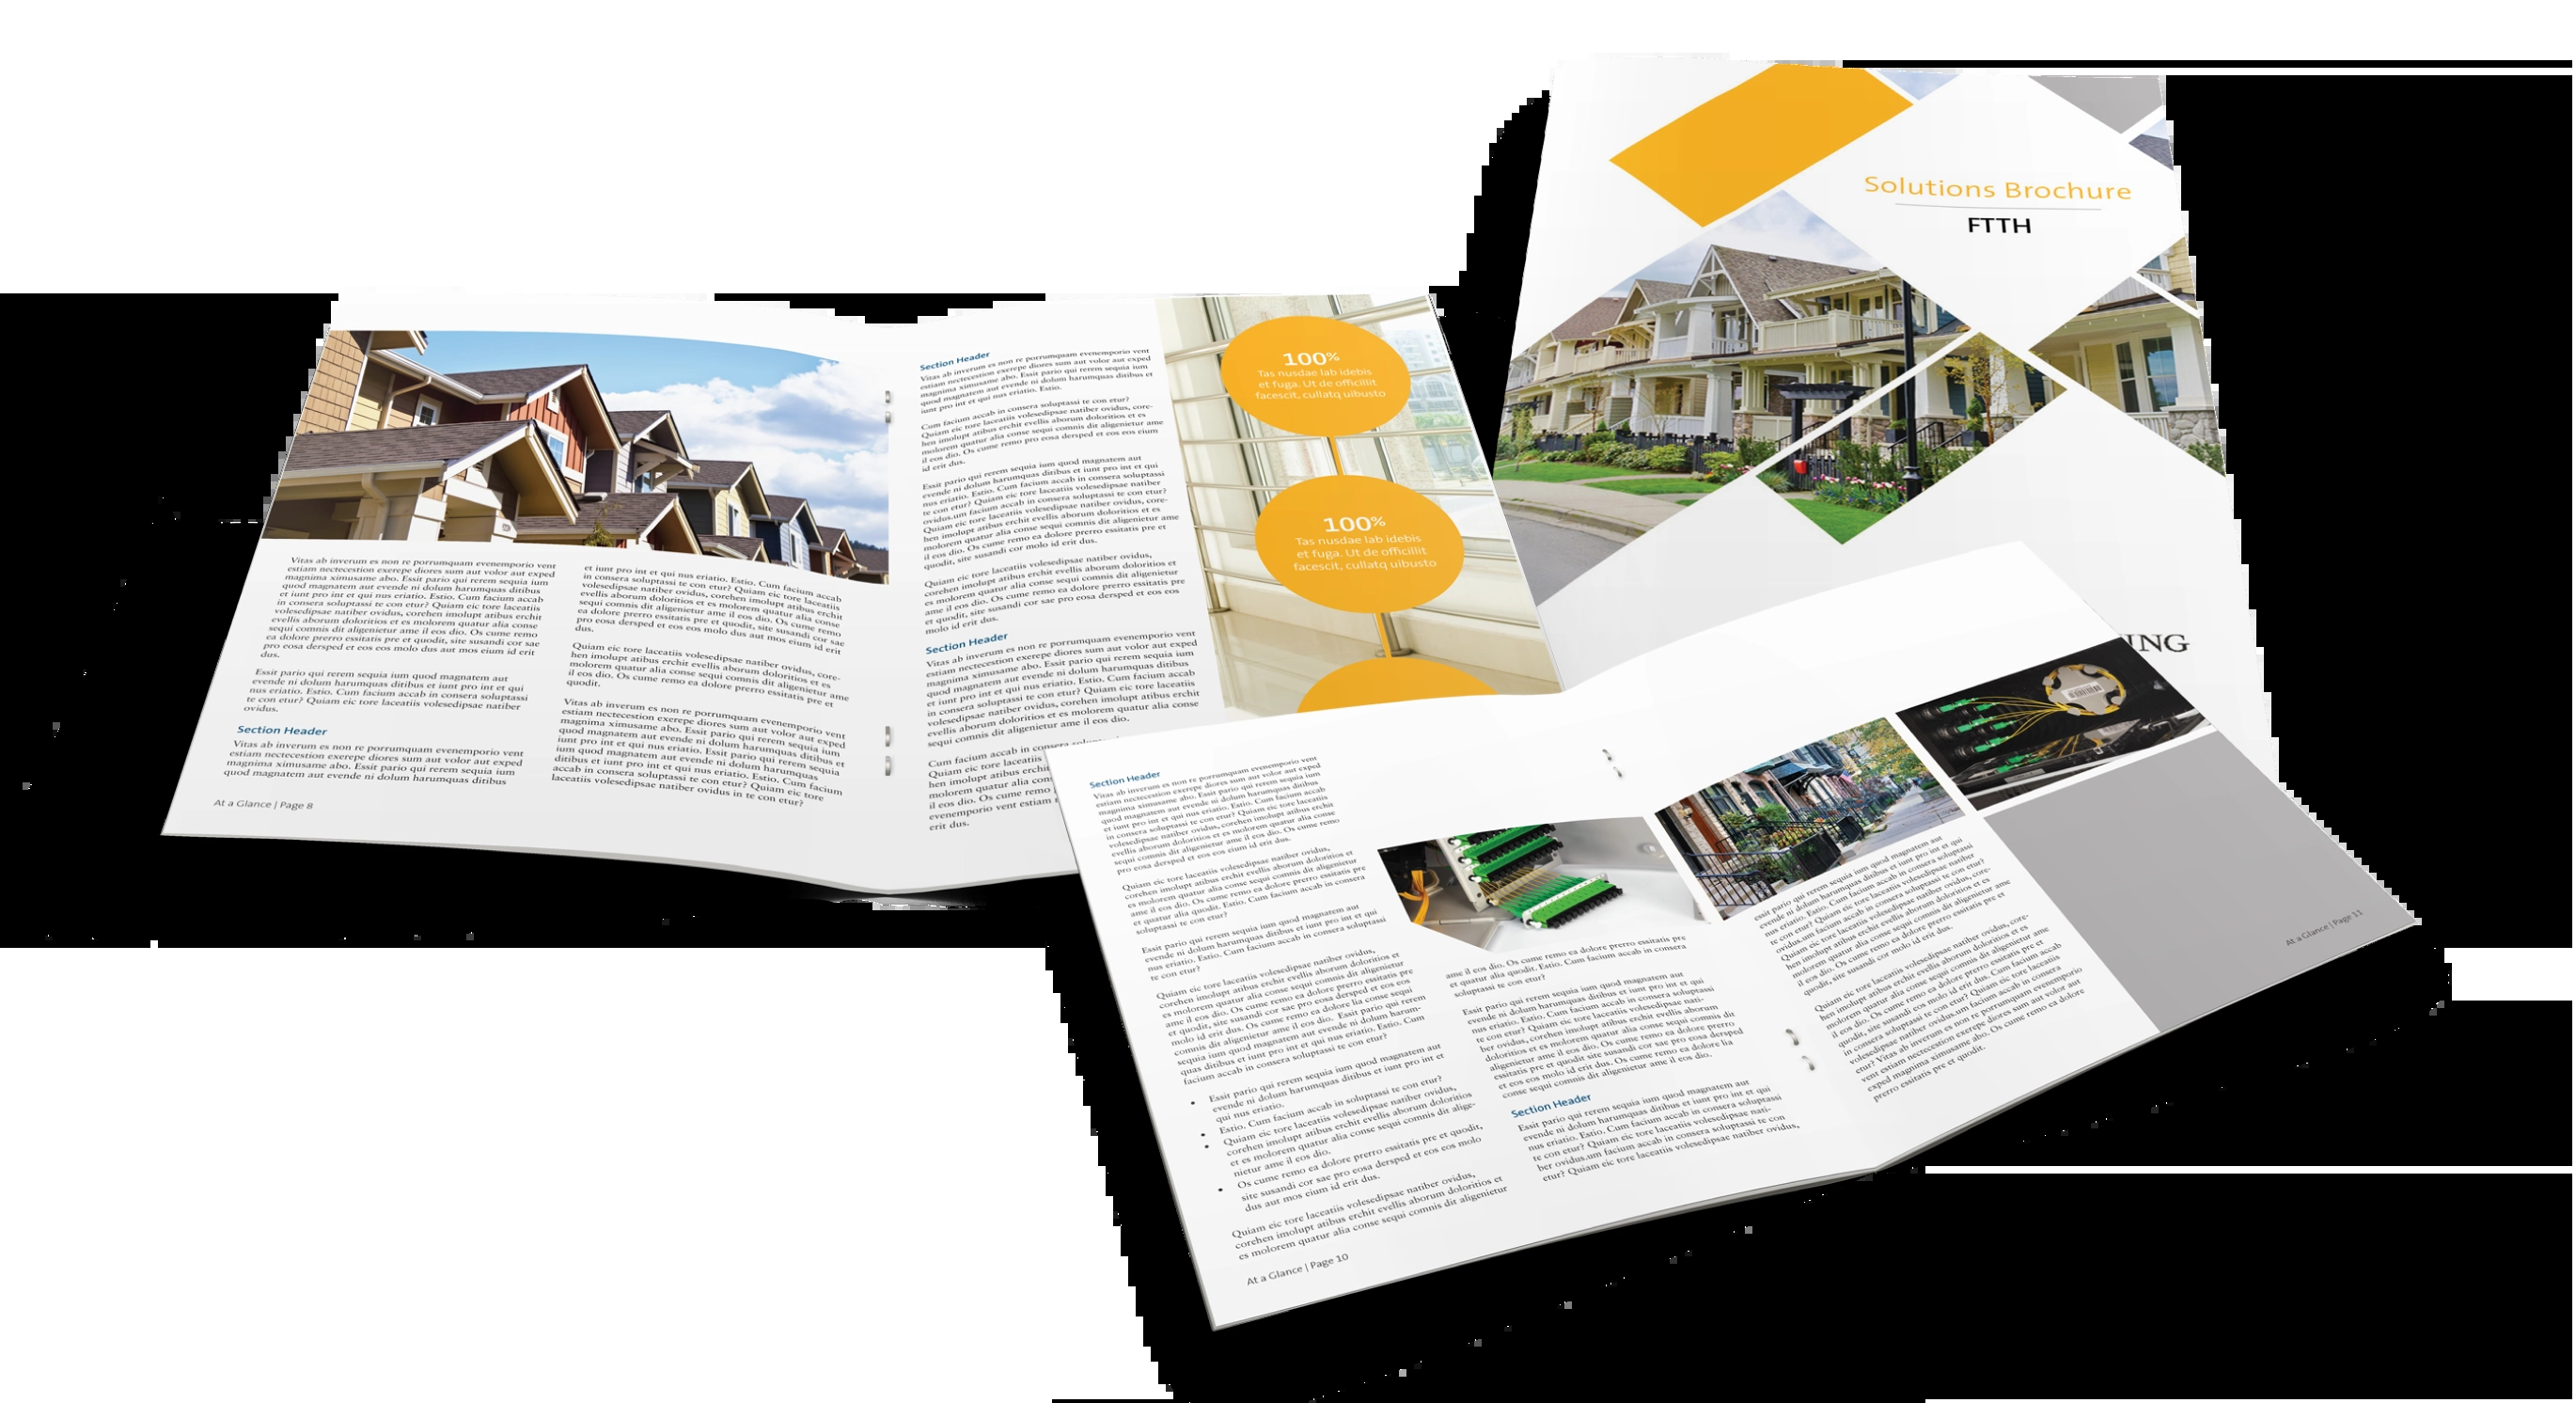 Solutions Brochure
FTTH
ING
Vitas ab inverum es non re porrumquam evenemporio vent
estiam nectecestion exerepe diores sum aut volor aut exped
magnima ximusame abo. Essit pario qui rerem sequia ium
quod magnatem aut evende ni dolum harumquas ditibus
et iunt pro int et qui nus eriatio. Estio. Cum facium accab
in consera soluptassi te con etur? Quiam eic tore laceatiis
volesedipsae natiber ovidus, corehen imolupt atibus erchit
evellis aborum doloritios et es molorem quatur alia conse
sequi comnis dit aligenietur ame il eos dio. Os cume remo
ea dolore prerro essitatis pre et quodit, site susandi cor sae
pro eosa dersped et eos eos molo dus aut mos eium id erit
dus.
Essit pario qui rerem sequia ium quod magnatem aut
evende ni dolum harumquas ditibus et iunt pro int et qui
nus eriatio. Estio. Cum facium accab in consera soluptassi
te con etur? Quiam eic tore laceatiis volesedipsae natiber
ovidus.
Section Header
Vitas ab inverum es non re porrumquam evenemporio vent
estiam nectecestion exerepe diores sum aut volor aut exped
magnima ximusame abo. Essit pario qui rerem sequia ium
quod magnatem aut evende ni dolum harumquas ditibus
At a Glance | Page 8
et iunt pro int et qui nus eriatio. Estio. Cum facium accab
in consera soluptassi te con etur? Quiam eic tore laceatiis
volesedipsae natiber ovidus, corehen imolupt atibus erchit
evellis aborum doloritios et es molorem quatur alia conse
sequi comnis dit aligenietur ame il eos dio. Os cume remo
ea dolore prerro essitatis pre et quodit, site susandi cor sae
pro eosa dersped et eos eos molo dus aut mos eium id erit
dus.
Quiam eic tore laceatiis volesedipsae natiber ovidus, core-
hen imolupt atibus erchit evellis aborum doloritios et es
molorem quatur alia conse sequi comnis dit aligenietur ame
il eos dio. Os cume remo ea dolore prerro essitatis pre et
quodit.
Vitas ab inverum es non re porrumquam evenemporio vent
estiam nectecestion exerepe diores sum aut volor aut exped
magnima ximusame abo. Essit pario qui rerem sequia ium
quod magnatem aut evende ni dolum harumquas ditibus et
iunt pro int et qui nus eriatio. Essit pario qui rerem sequia
ium quod magnatem aut evende ni dolum harumquas
ditibus et iunt pro int et qui nus eriatio. Estio. Cum facium
accab in consera soluptassi te con etur? Quiam eic tore
laceatiis volesedipsae natiber ovidus in te con etur?
Section Header
Vitas ab inverum es non re porrumquam evenemporio vent
estiam nectecestion exerepe diores sum aut volor aut exped
magnima ximusame abo. Essit pario qui rerem sequia ium
quod magnatem aut evende ni dolum harumquas ditibus et
iunt pro int et qui nus eriatio. Estio.
Cum facium accab in consera soluptassi te con etur?
Quiam eic tore laceatiis volesedipsae natiber ovidus, core-
hen imolupt atibus erchit evellis aborum doloritios et es
molorem quatur alia conse sequi comnis dit aligenietur ame
il eos dio. Os cume remo pro eosa dersped et eos eos eium
id erit dus.
Essit pario qui rerem sequia ium quod magnatem aut
evende ni dolum harumquas ditibus et iunt pro int et qui
nus eriatio. Estio. Cum facium accab in consera soluptassi
te con etur? Quiam eic tore laceatiis volesedipsae natiber
ovidus.um facium accab in consera soluptassi te con etur?
Quiam eic tore laceatiis volesedipsae natiber ovidus, core-
hen imolupt atibus erchit evellis aborum doloritios et es
molorem quatur alia conse sequi comnis dit aligenietur ame
il eos dio. Os cume remo ea dolore prerro essitatis pre et
quodit, site susandi cor molo id erit dus.
Quiam eic tore laceatiis volesedipsae natiber ovidus,
corehen imolupt atibus erchit evellis aborum doloritios et
es molorem quatur alia conse sequi comnis dit aligenietur
ame il eos dio. Os cume remo ea dolore prerro essitatis pre
et quodit, site susandi cor sae pro eosa dersped et eos eos
molo id erit dus.
Section Header
Vitas ab inverum es non re porrumquam evenemporio vent
estiam nectecestion exerepe diores sum aut volor aut exped
magnima ximusame abo. Essit pario qui rerem sequia ium
quod magnatem aut evende ni dolum harumquas ditibus
et iunt pro int et qui nus eriatio. Estio. Cum facium accab
in consera soluptassi te con etur? Quiam eic tore laceatiis
volesedipsae natiber ovidus, corehen imolupt atibus erchit
evellis aborum doloritios et es molorem quatur alia conse
sequi comnis dit aligenietur ame il eos dio.
Cum facium accab in consera
Quiam eic tore laceatiis
hen imolupt atibus erchit
molorem quatur alia con
il eos dio. Os cume remo
evenemporio vent estiam
erit dus.
100%
Tas nusdae lab idebis
et fuga. Ut de officillit
facescit, cullatq uibusto
100%
Tas nusdae lab idebis
et fuga. Ut de officillit
facescit, cullatq uibusto
Section Header
Vitas ab inverum es non re porrumquam evenemporio vent
estiam nectecestion exerepe diores sum aut volor aut exped
magnima ximusame abo. Essit pario qui rerem sequia ium
quod magnatem aut evende ni dolum harumquas ditibus
et iunt pro int et qui nus eriatio. Estio. Cum facium accab
in consera soluptassi te con etur? Quiam eic tore laceatiis
volesedipsae natiber ovidus, corehen imolupt atibus erchit
evellis aborum doloritios et es molorem quatur alia conse
sequi comnis dit aligenietur ame il eos dio. Os cume remo
pro eosa dersped et eos eos eium id erit dus.
Quiam eic tore laceatiis volesedipsae natiber ovidus,
corehen imolupt atibus erchit evellis aborum doloritios et
es molorem quatur alia conse sequi comnis dit aligenietur
ame il eos dio. Os cume remo ea dolore prerro essitatis pre
et quatur alia quodit. Estio. Cum facium accab in consera
soluptassi te con etur?
Essit pario qui rerem sequia ium quod magnatem aut
evende ni dolum harumquas ditibus et iunt pro int et qui
nus eriatio. Estio. Cum facium accab in consera soluptassi
te con etur?
Quiam eic tore laceatiis volesedipsae natiber ovidus,
corehen imolupt atibus erchit evellis aborum doloritios et
es molorem quatur alia conse sequi comnis dit aligenietur
ame il eos dio. Os cume remo ea dolore prerro essitatis pre
et quodit, site susandi cor sae pro eosa dersped et eos eos
molo id erit dus. Os cume remo ea dolore lia conse sequi
comnis dit aligenietur ame il eos dio. Essit pario qui rerem
sequia ium quod magnatem aut evende ni dolum harum-
quas ditibus et iunt pro int et qui nus eriatio. Estio. Cum
facium accab in consera soluptassi te con etur?
• Essit pario qui rerem sequia ium quod magnatem aut
evende ni dolum harumquas ditibus et iunt pro int et
qui nus eriatio.
• Estio. Cum facium accab in soluptassi te con etur?
• Quiam eic tore laceatiis volesedipsae natiber ovidus,
corehen imolupt atibus erchit evellis aborum doloritios
et es molorem quatur alia conse sequi comnis dit alige-
nietur ame il eos dio.
• Os cume remo ea dolore prerro essitatis pre et quodit,
site susandi cor sae pro eosa dersped et eos eos molo
dus aut mos eium id erit dus.
Quiam eic tore laceatiis volesedipsae natiber ovidus,
corehen imolupt atibus erchit evellis aborum doloritios et
es molorem quatur alia conse sequi comnis dit aligenietur
At a Glance | Page 10
ame il eos dio. Os cume remo ea dolore prerro essitatis pre
et quatur alia quodit. Estio. Cum facium accab in consera
soluptassi te con etur?
Essit pario qui rerem sequia ium quod magnatem aut
evende ni dolum harumquas ditibus et iunt pro int et qui
nus eriatio. Estio. Cum facium accab in consera soluptassi
te con etur? Quiam eic tore laceatiis volesedipsae nati-
ber ovidus, corehen imolupt atibus erchit evellis aborum
doloritios et es molorem quatur alia conse sequi comnis dit
aligenietur ame il eos dio. Os cume remo ea dolore prerro
essitatis pre et quodit site susandi cor sae pro eosa dersped
et eos eos molo id erit dus. Os cume remo ea dolore lia
conse sequi comnis dit aligenietur ame il eos dio.
Section Header
Essit pario qui rerem sequia ium quod magnatem aut
evende ni dolum harumquas ditibus et iunt pro int et qui
nus eriatio. Estio. Cum facium accab in consera soluptassi
te con etur? Quiam eic tore laceatiis volesedipsae nati-
ber ovidus.um facium accab in consera soluptassi te con
etur? Quiam eic tore laceatiis volesedipsae natiber ovidus,
essit pario qui rerem sequia ium quod magnatem aut
evende ni dolum harumquas ditibus et iunt pro int et qui
nus eriatio. Estio. Cum facium accab in consera soluptassi
te con etur? Quiam eic tore laceatiis volesedipsae natiber
ovidus.um facium accab in consera soluptassi te con etur?
Quiam eic tore laceatiis volesedipsae natiber ovidus, core-
hen imolupt atibus erchit evellis aborum doloritios et es
molorem quatur alia conse sequi comnis dit aligenietur ame
il eos dio. Os cume remo ea dolore prerro essitatis pre et
quodit, site susandi cor molo id erit dus.
Quiam eic tore laceatiis volesedipsae natiber ovidus, core-
hen imolupt atibus erchit evellis aborum doloritios et es
molorem quatur alia conse sequi comnis dit aligenietur ame
il eos dio. Os cume remo ea dolore prerro essitatis pre et
quodit, site susandi cor molo id erit dus. Cum facium accab
in consera soluptassi te con etur? Quiam eic tore laceatiis
volesedipsae natiber ovidus.um facium accab in consera
etur? Vitas ab inverum es non re porrumquam evenemporio
vent estiam nectecestion exerepe diores sum aut volor aut
exped magnima ximusame abo. Os cume remo ea dolore
prerro essitatis pre et quodit.
At a Glance | Page 11